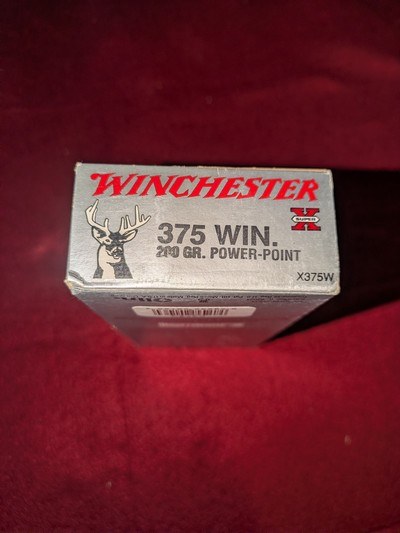 WINCHESTER
SUPER
X
375 WIN.
200 GR. POWER-POINT
X375W